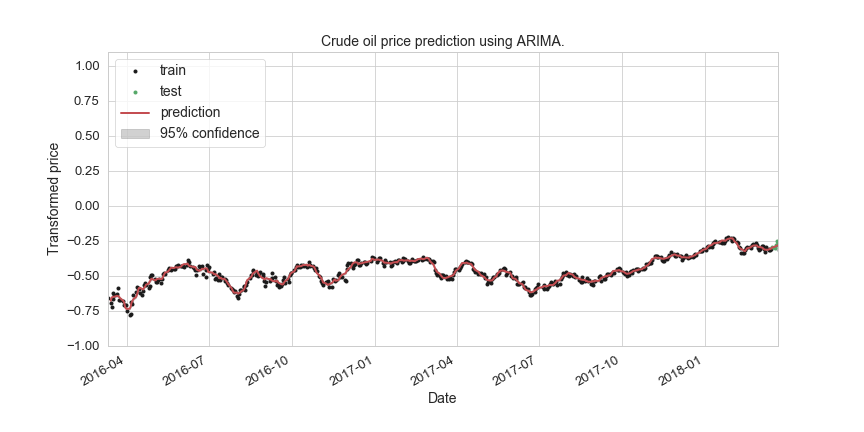 Crude oil price prediction using ARIMA.
train
test
prediction
95% confidence
1.00
0.75
0.50
0.25
0.00
−0.25
−0.50
−0.75
−1.00
Transformed price
2016-04
2016-07
2016-10
2017-01
2017-04
2017-07
2017-10
2018-01
Date